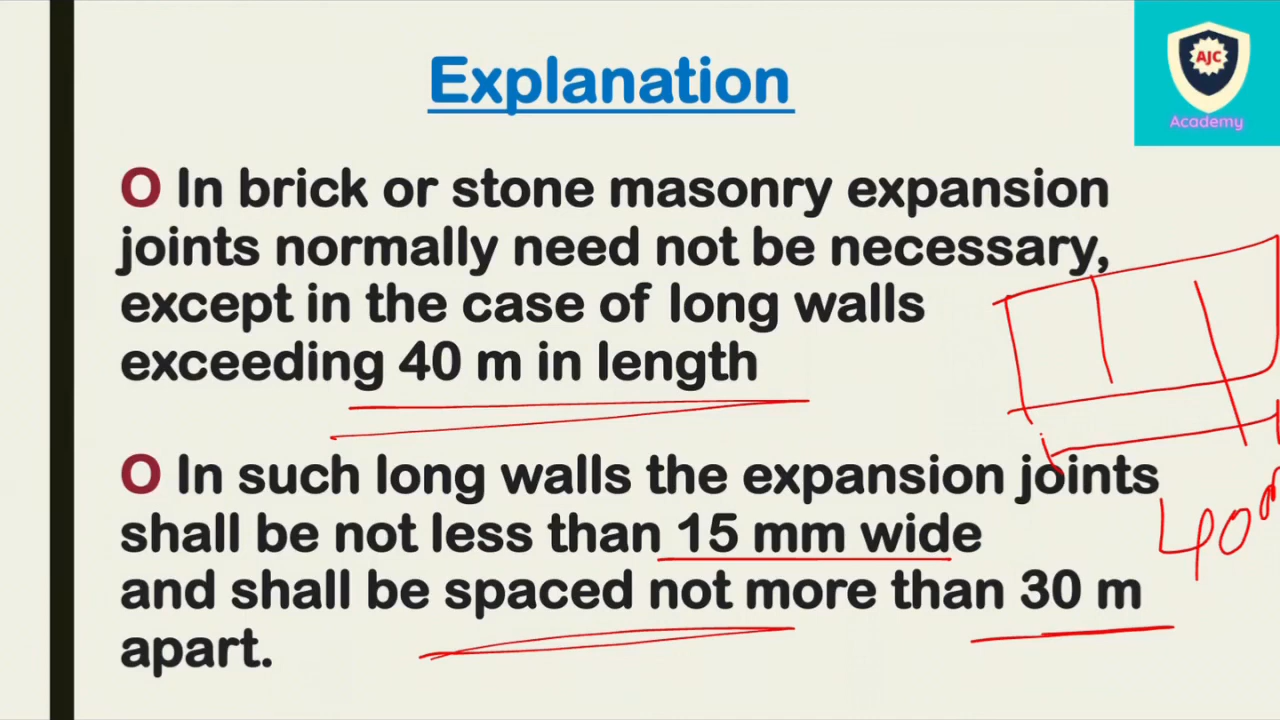 Explanation
AJC
Academy
O In brick or stone masonry expansion
joints normally need not be necessary,
except in the case of long walls
exceeding 40 m in length
O In such long walls the expansion joints
shall be not less than 15 mm wide
and shall be spaced not more than 30 m
apart.
40m